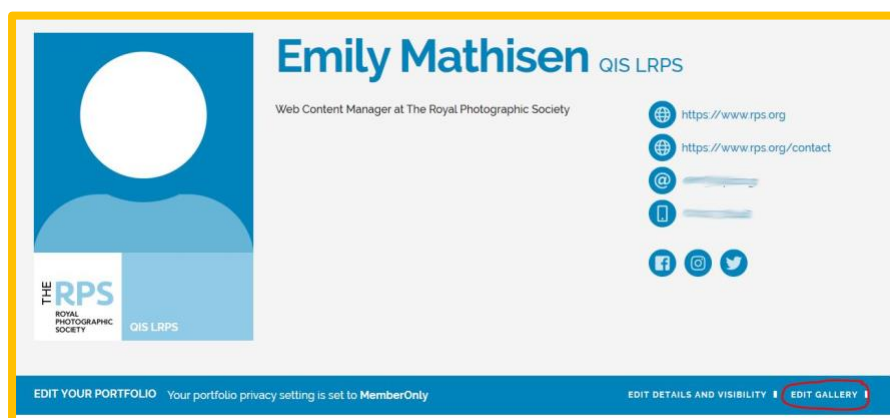 Emily Mathisen QIS LRPS
Web Content Manager at The Royal Photographic Society
https://www.rps.org
https://www.rps.org/contact
THE RPS
ROYAL
PHOTOGRAPHIC
SOCIETY
QIS LRPS
EDIT YOUR PORTFOLIO Your portfolio privacy setting is set to MemberOnly
EDIT DETAILS AND VISIBILITY EDIT GALLERY